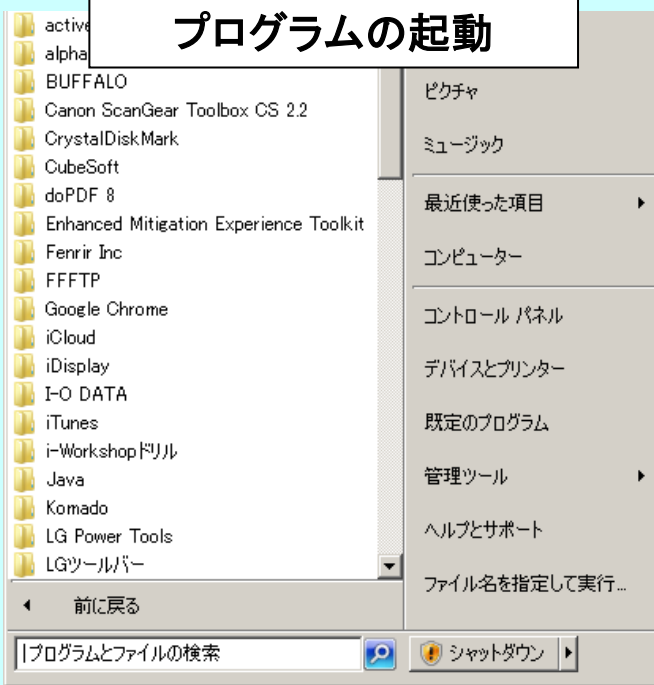 プログラムの起動
active
alpha
BUFFALO
Canon ScanGear Toolbox CS 2.2
CrystalDiskMark
CubeSoft
doPDF 8
Enhanced Mitigation Experience Toolkit
Fenrir Inc
FFFTP
Google Chrome
iCloud
iDisplay
I-O DATA
iTunes
i-Workshopドリル
Java
Komado
LG Power Tools
LGツールバー
前に戻る
プログラムとファイルの検索
ピクチャ
ミュージック
最近使った項目
コンピューター
コントロール パネル
デバイスとプリンター
既定のプログラム
管理ツール
ヘルプとサポート
ファイル名を指定して実行...
シャットダウン